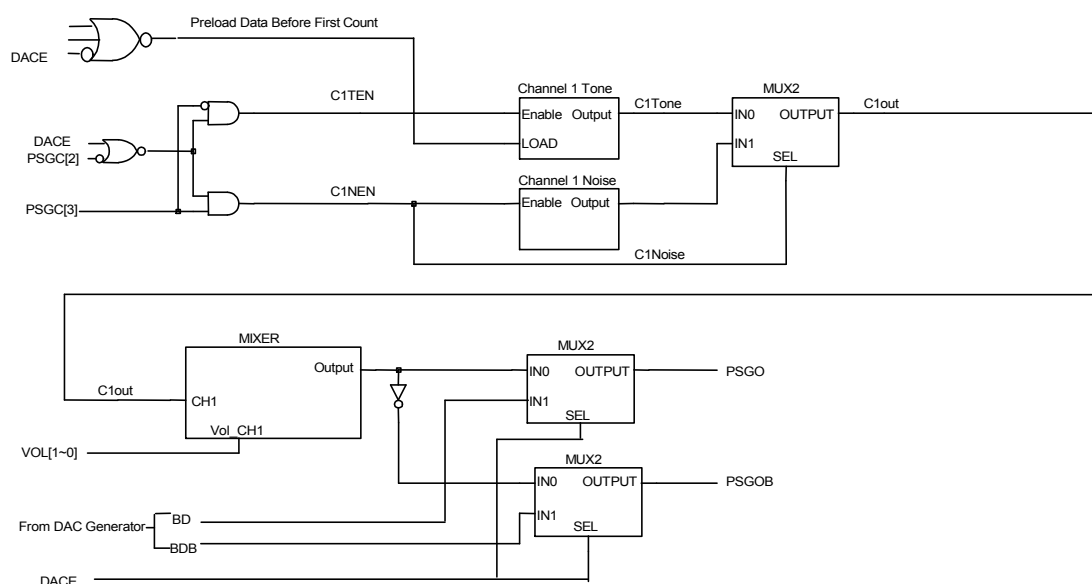 Preload Data Before First Count
DACE
C1TEN
Channel 1 Tone
Enable Output
LOAD
C1Tone
MUX2
IN0 OUTPUT
IN1
SEL
C1out
DACE
PSGC[2]
PSGC[3]
C1NEN
Channel 1 Noise
Enable Output
C1Noise
MIXER
Output
C1out
CH1
Vol_CH1
VOL[1~0]
MUX2
IN0 OUTPUT
IN1
SEL
PSGO
MUX2
IN0 OUTPUT
IN1
SEL
PSGOB
From DAC Generator
BD
BDB
DACE